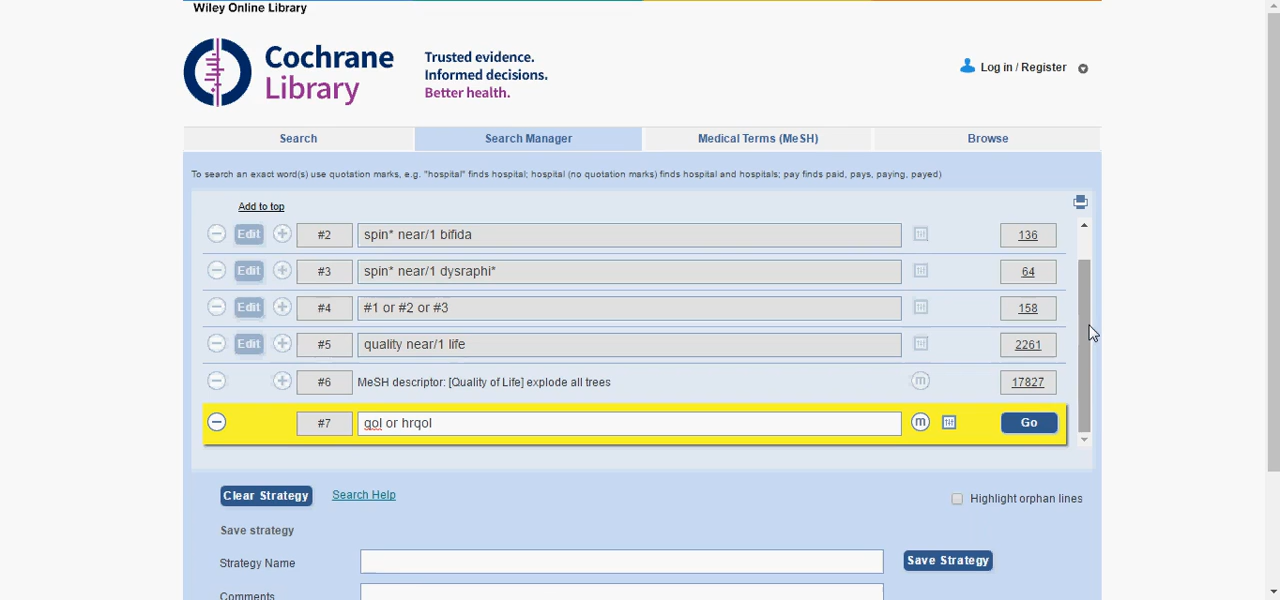 Wiley Online Library
Cochrane
Library
Trusted evidence.
Informed decisions.
Better health.
Log in / Register
Search
Search Manager
Medical Terms (MeSH)
Browse
To search an exact word(s) use quotation marks, e.g. "hospital" finds hospital; hospital (no quotation marks) finds hospital and hospitals; pay finds paid, pays, paying, payed)
Add to top
Edit #2 spin* near/1 bifida 136
Edit #3 spin* near/1 dysraphi* 64
Edit #4 #1 or #2 or #3 158
Edit #5 quality near/1 life 2261
#6 MeSH descriptor: [Quality of Life] explode all trees m 17827
#7 qol or hrqol m Go
Clear Strategy
Search Help
Highlight orphan lines
Save strategy
Strategy Name
Save Strategy
Comments